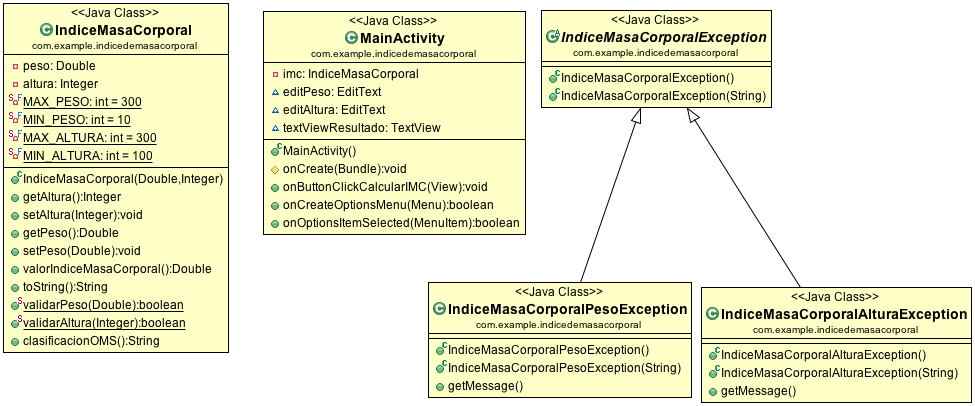 <<Java Class>>
IndiceMasaCorporal
com.example.indicedemasacorporal
peso: Double
altura: Integer
MAX_PESO: int = 300
MIN_PESO: int = 10
MAX_ALTURA: int = 300
MIN_ALTURA: int = 100
IndiceMasaCorporal(Double,Integer)
getAltura():Integer
setAltura(Integer):void
getPeso():Double
setPeso(Double):void
valorIndiceMasaCorporal():Double
toString():String
validarPeso(Double):boolean
validarAltura(Integer):boolean
clasificacionOMS():String
<<Java Class>>
MainActivity
com.example.indicedemasacorporal
imc: IndiceMasaCorporal
editPeso: EditText
editAltura: EditText
textViewResultado: TextView
MainActivity()
onCreate(Bundle):void
onButtonClickCalcularIMC(View):void
onCreateOptionsMenu(Menu):boolean
onOptionsItemSelected(MenuItem):boolean
<<Java Class>>
IndiceMasaCorporalException
com.example.indicedemasacorporal
IndiceMasaCorporalException()
IndiceMasaCorporalException(String)
<<Java Class>>
IndiceMasaCorporalPesoException
com.example.indicedemasacorporal
IndiceMasaCorporalPesoException()
IndiceMasaCorporalPesoException(String)
getMessage()
<<Java Class>>
IndiceMasaCorporalAlturaException
com.example.indicedemasacorporal
IndiceMasaCorporalAlturaException()
IndiceMasaCorporalAlturaException(String)
getMessage()